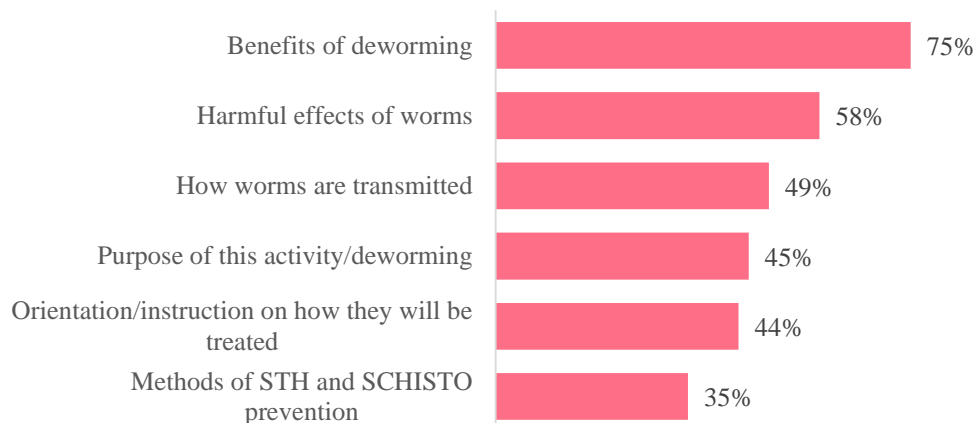 Benefits of deworming
75%
Harmful effects of worms
58%
How worms are transmitted
49%
Purpose of this activity/deworming
45%
Orientation/instruction on how they will be
treated
44%
Methods of STH and SCHISTO
prevention
35%